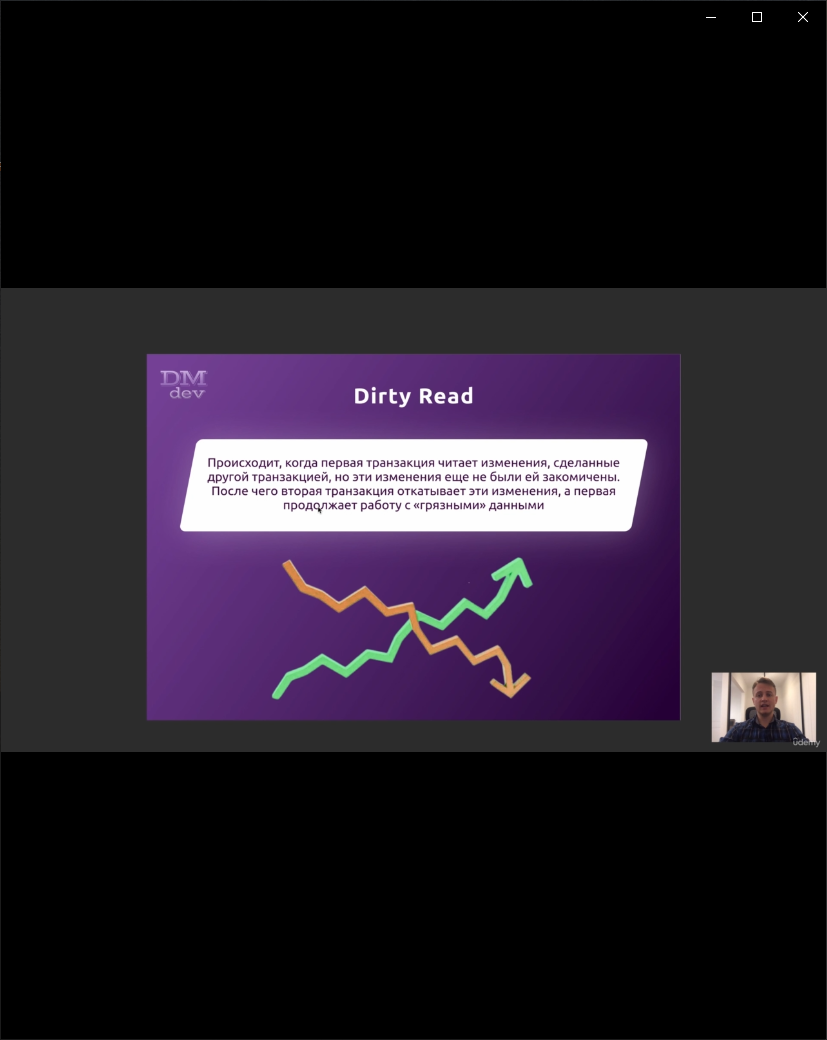 DM
dev
Dirty Read
Происходит, когда первая транзакция читает изменения, сделанные
другой транзакцией, но эти изменения еще не были ей закомичены.
После чего вторая транзакция откатывает эти изменения, а первая
продолжает работу с «грязными» данными
ûdemy